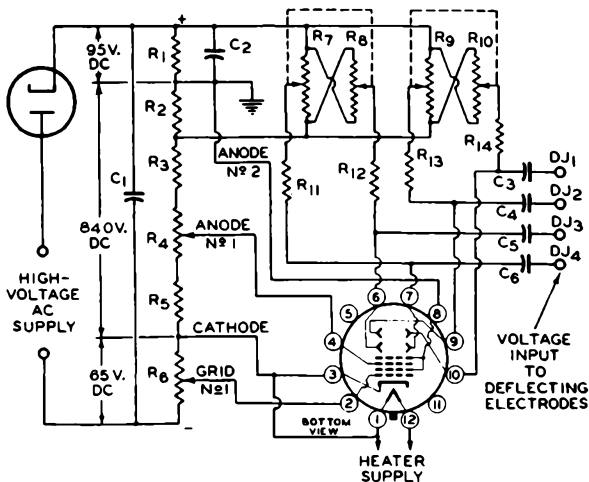 +
95V.
DC
840V.
DC
65V.
DC
HIGH-
VOLTAGE
AC
SUPPLY
C1
R1
R2
R3
R4
R5
R6
C2
ANODE
Nº 2
ANODE
Nº 1
CATHODE
GRID
Nº1
-
R7
R8
R9
R10
R11
R12
R13
R14
C3
C4
C5
C6
DJ1
DJ2
DJ3
DJ4
VOLTAGE
INPUT
TO
DEFLECTING
ELECTRODES
5
6
7
8
4
9
3
10
2
11
1
12
BOTTOM
VIEW
HEATER
SUPPLY